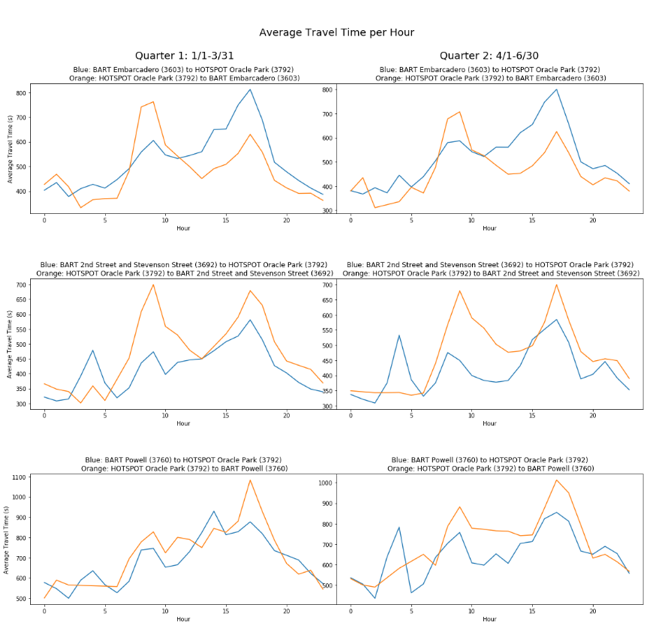 Average Travel Time per Hour
Quarter 1: 1/1-3/31
Blue: BART Embarcadero (3603) to HOTSPOT Oracle Park (3792)
Orange: HOTSPOT Oracle Park (3792) to BART Embarcadero (3603)
800
700
600
500
400
Average Travel Time (s)
0 5 10 15 20
Hour
Quarter 2: 4/1-6/30
Blue: BART Embarcadero (3603) to HOTSPOT Oracle Park (3792)
Orange: HOTSPOT Oracle Park (3792) to BART Embarcadero (3603)
800
700
600
500
400
300
0 5 10 15 20
Hour
Blue: BART 2nd Street and Stevenson Street (3692) to HOTSPOT Oracle Park (3792)
Orange: HOTSPOT Oracle Park (3792) to BART 2nd Street and Stevenson Street (3692)
700
650
600
550
500
450
400
350
300
Average Travel Time (s)
0 5 10 15 20
Hour
Blue: BART 2nd Street and Stevenson Street (3692) to HOTSPOT Oracle Park (3792)
Orange: HOTSPOT Oracle Park (3792) to BART 2nd Street and Stevenson Street (3692)
700
650
600
550
500
450
400
350
300
0 5 10 15 20
Hour
Blue: BART Powell (3760) to HOTSPOT Oracle Park (3792)
Orange: HOTSPOT Oracle Park (3792) to BART Powell (3760)
1100
1000
900
800
700
600
500
Average Travel Time (s)
0 5 10 15 20
Hour
Blue: BART Powell (3760) to HOTSPOT Oracle Park (3792)
Orange: HOTSPOT Oracle Park (3792) to BART Powell (3760)
1000
900
800
700
600
500
0 5 10 15 20
Hour